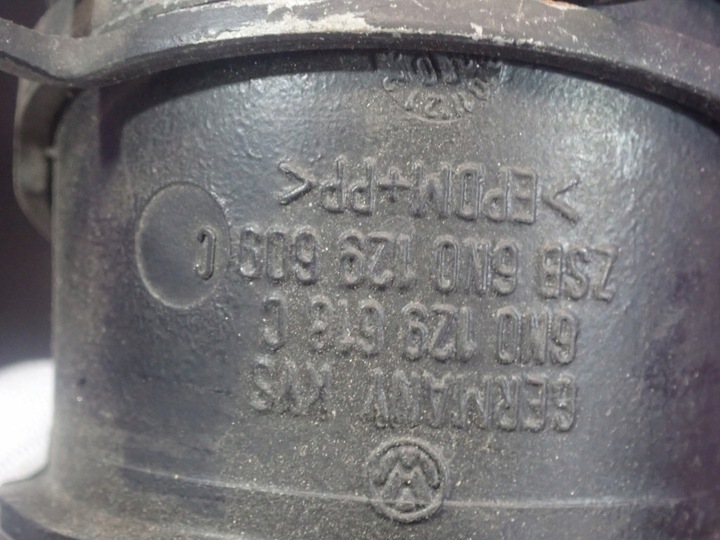 GERMANY KVS
6N0 129 618 C
ZSB 6N0 129 609 C
>EPDM+PP<